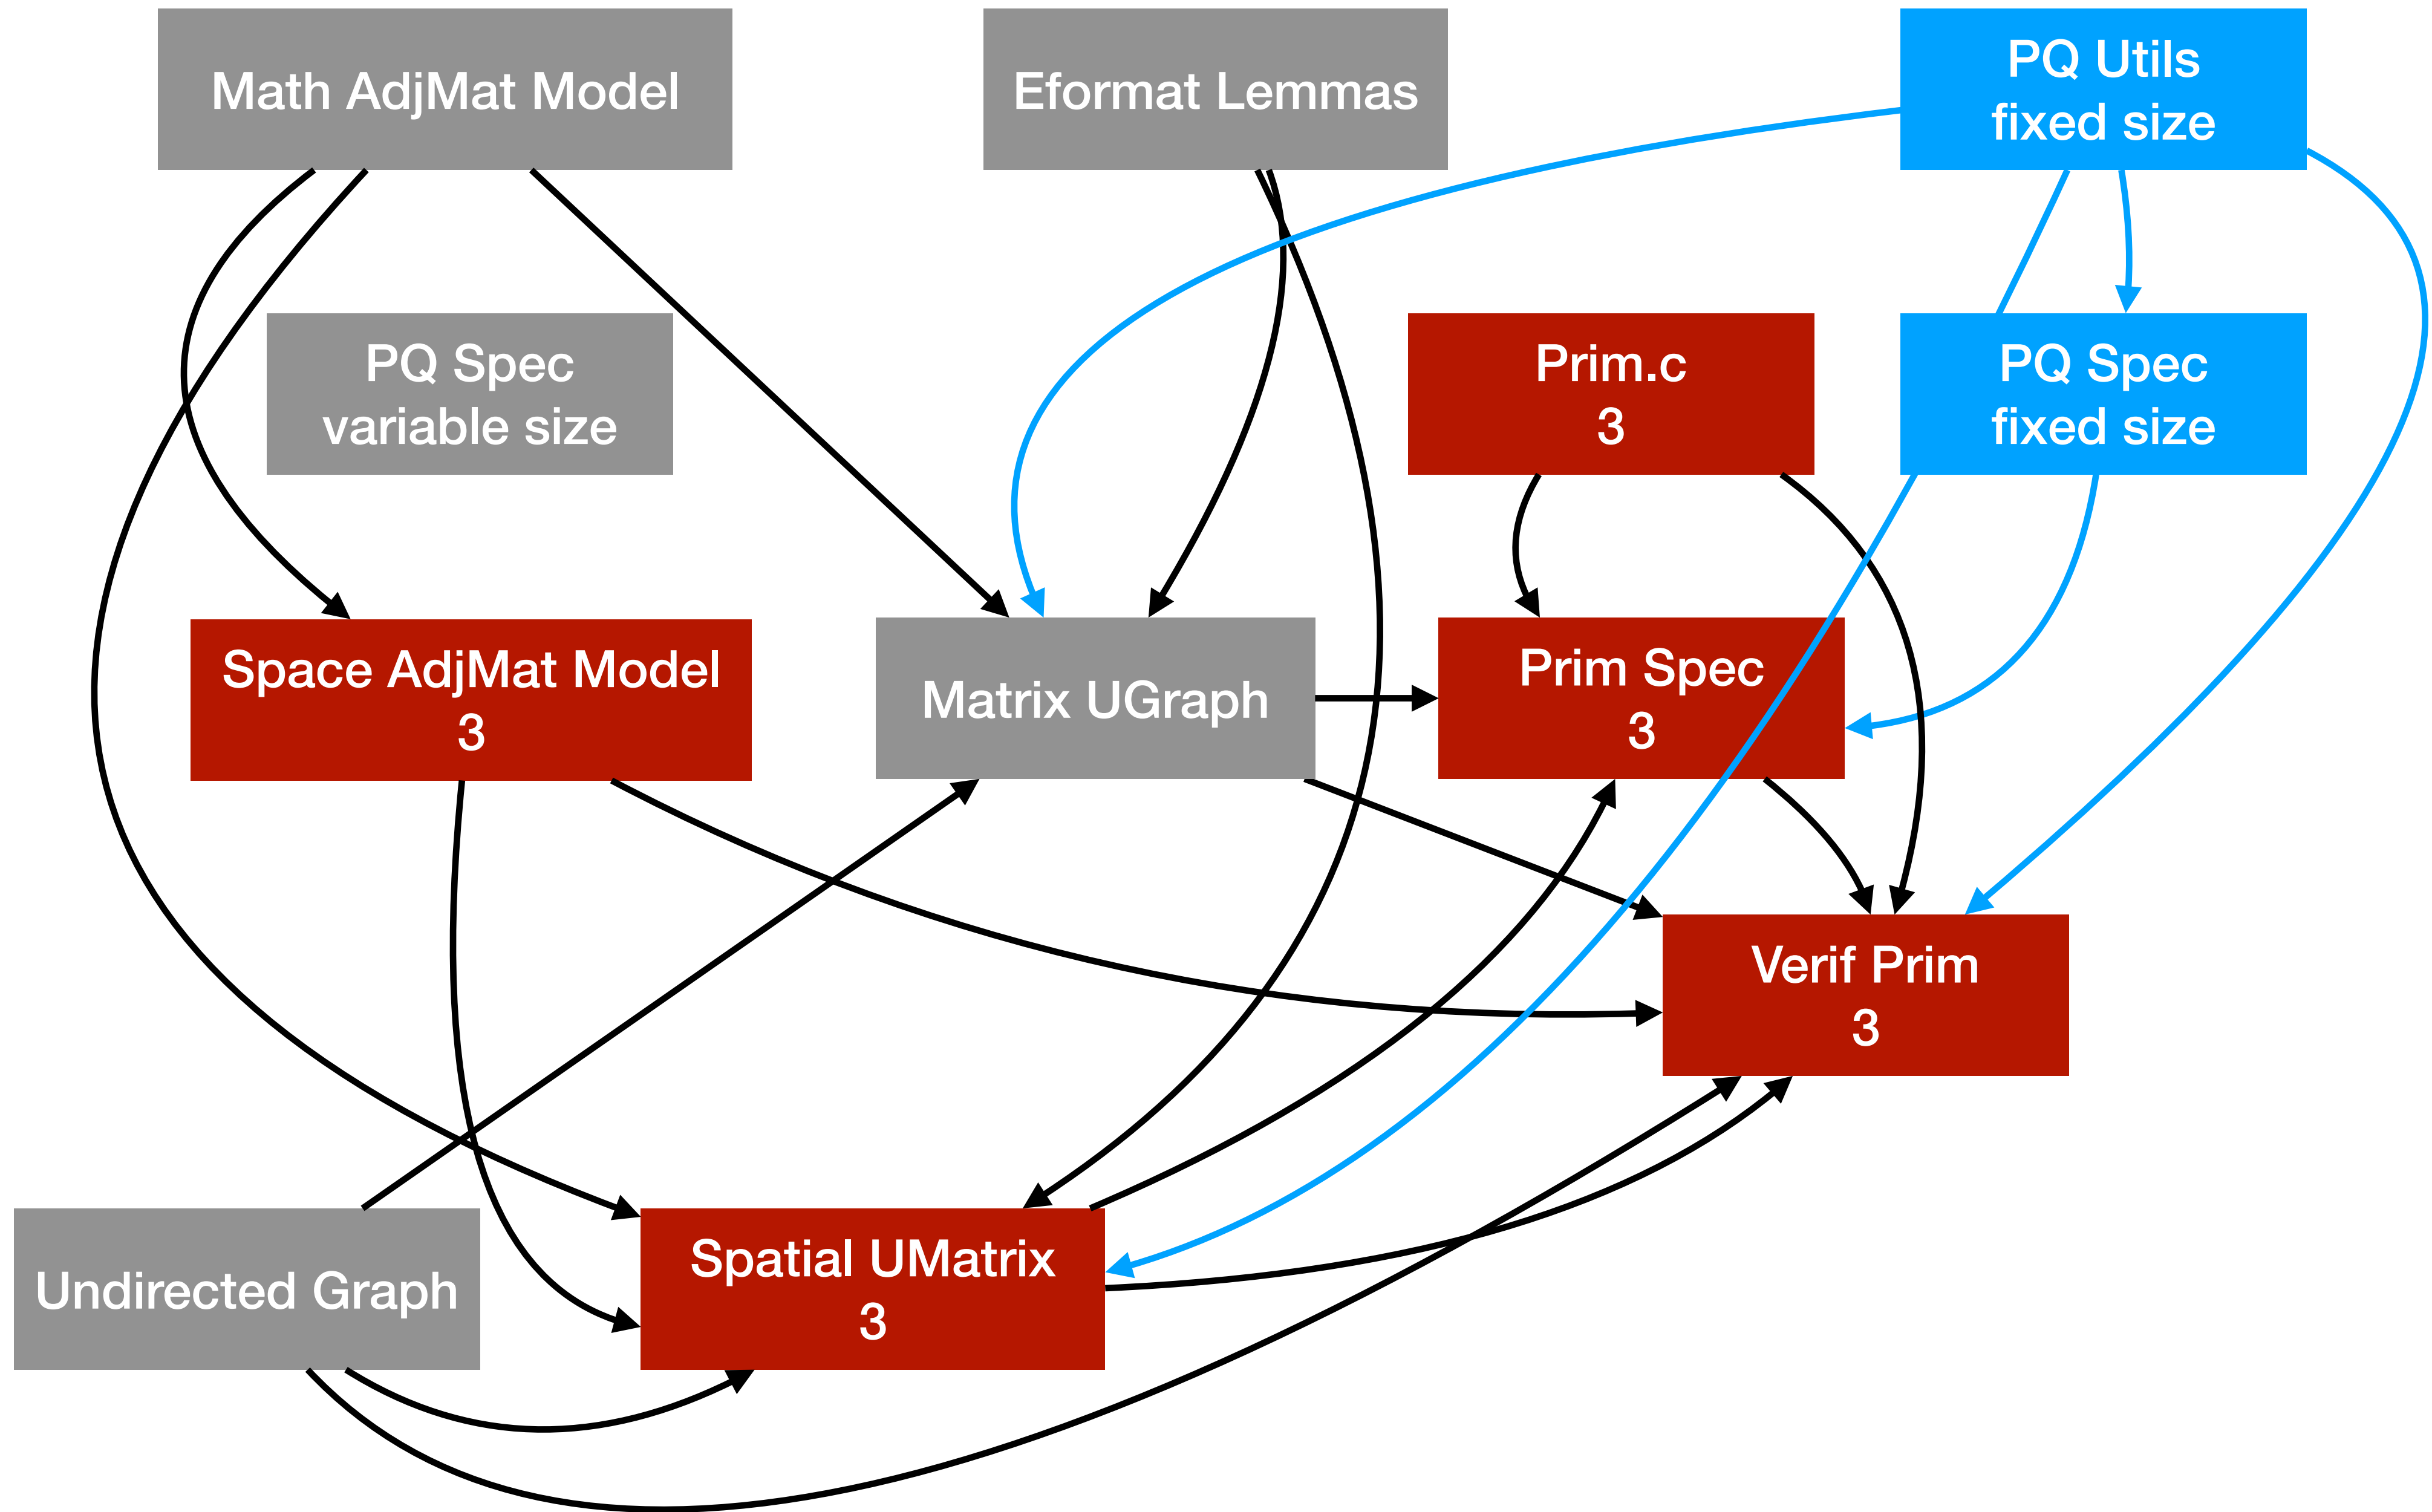 Math AdjMat Model
Eformat Lemmas
PQ Utils
fixed size
PQ Spec
variable size
Prim.c
3
PQ Spec
fixed size
Space AdjMat Model
3
Matrix UGraph
Prim Spec
3
Verif Prim
3
Undirected Graph
Spatial UMatrix
3